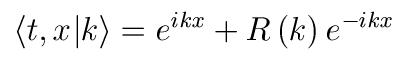 ⟨t, x|k⟩ = e^{ikx} + R (k) e^{−ikx}